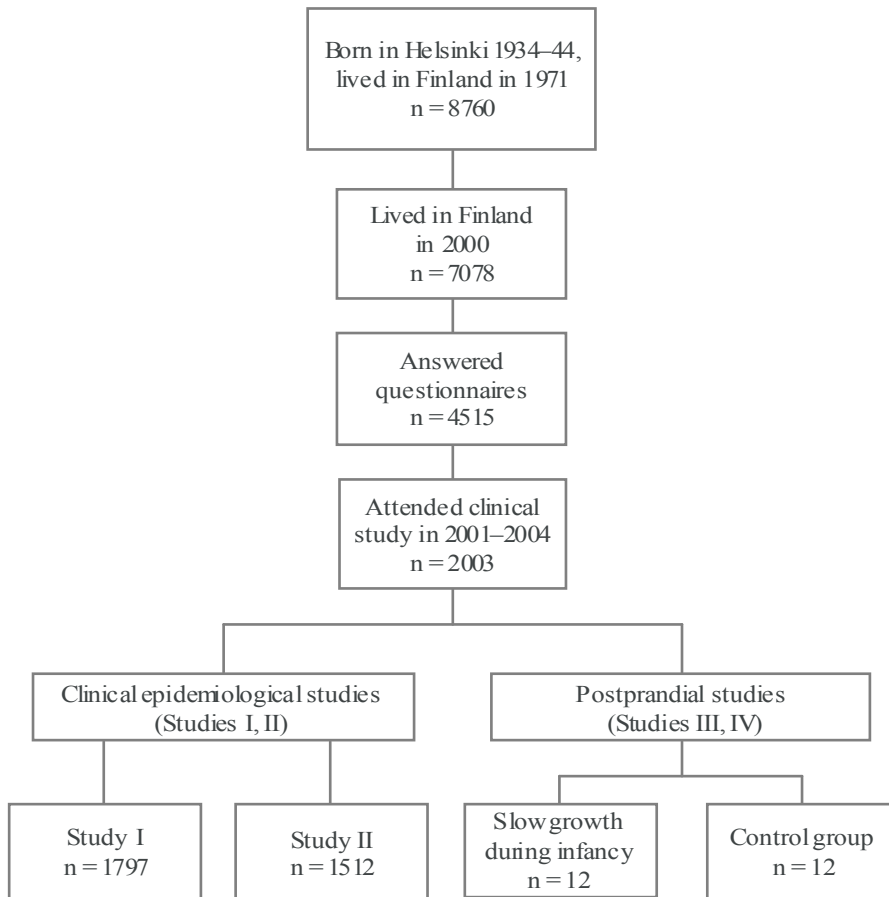 Born in Helsinki 1934–44,
lived in Finland in 1971
n = 8760
Lived in Finland
in 2000
n = 7078
Answered
questionnaires
n = 4515
Attended clinical
study in 2001–2004
n = 2003
Clinical epidemiological studies
(Studies I, II)
Postprandial studies
(Studies III, IV)
Study I
n = 1797
Study II
n = 1512
Slow growth
during infancy
n = 12
Control group
n = 12